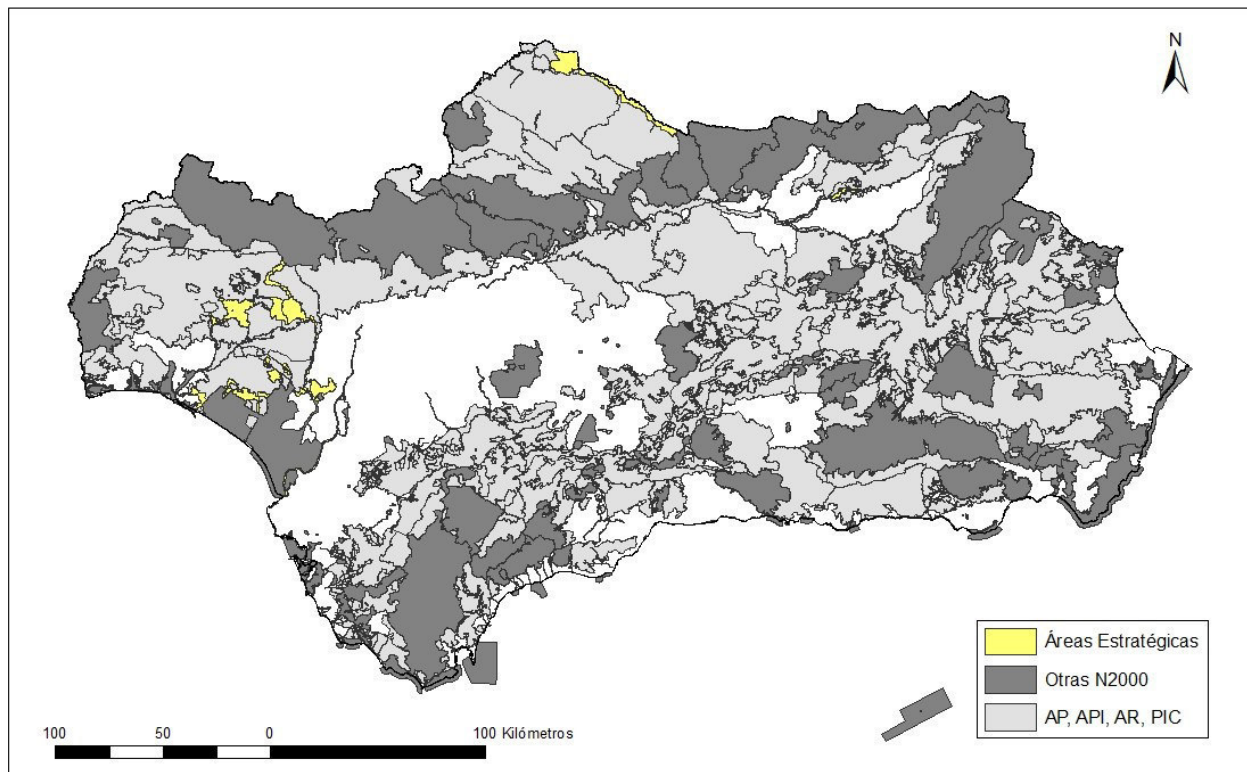 N
Áreas Estratégicas
Otras N2000
AP, API, AR, PIC
100 50 0 100 Kilómetros